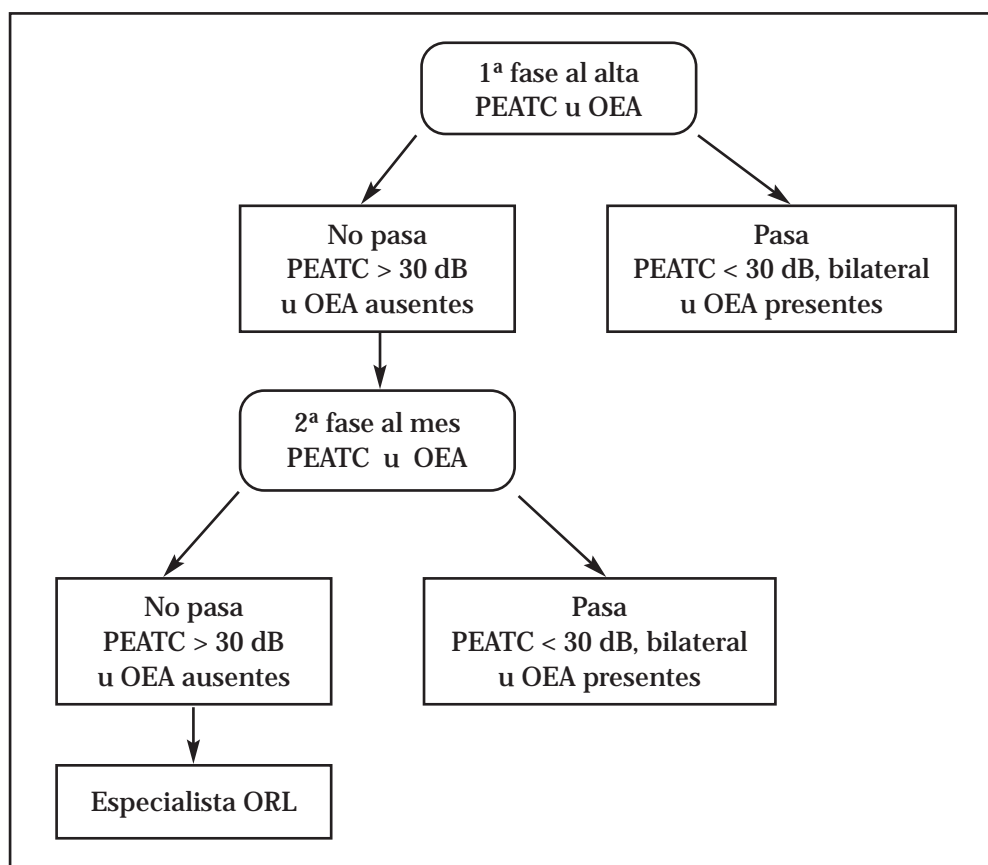 1ª fase al alta
PEATC u OEA
No pasa
PEATC > 30 dB
u OEA ausentes
Pasa
PEATC < 30 dB, bilateral
u OEA presentes
2ª fase al mes
PEATC u OEA
No pasa
PEATC > 30 dB
u OEA ausentes
Pasa
PEATC < 30 dB, bilateral
u OEA presentes
Especialista ORL